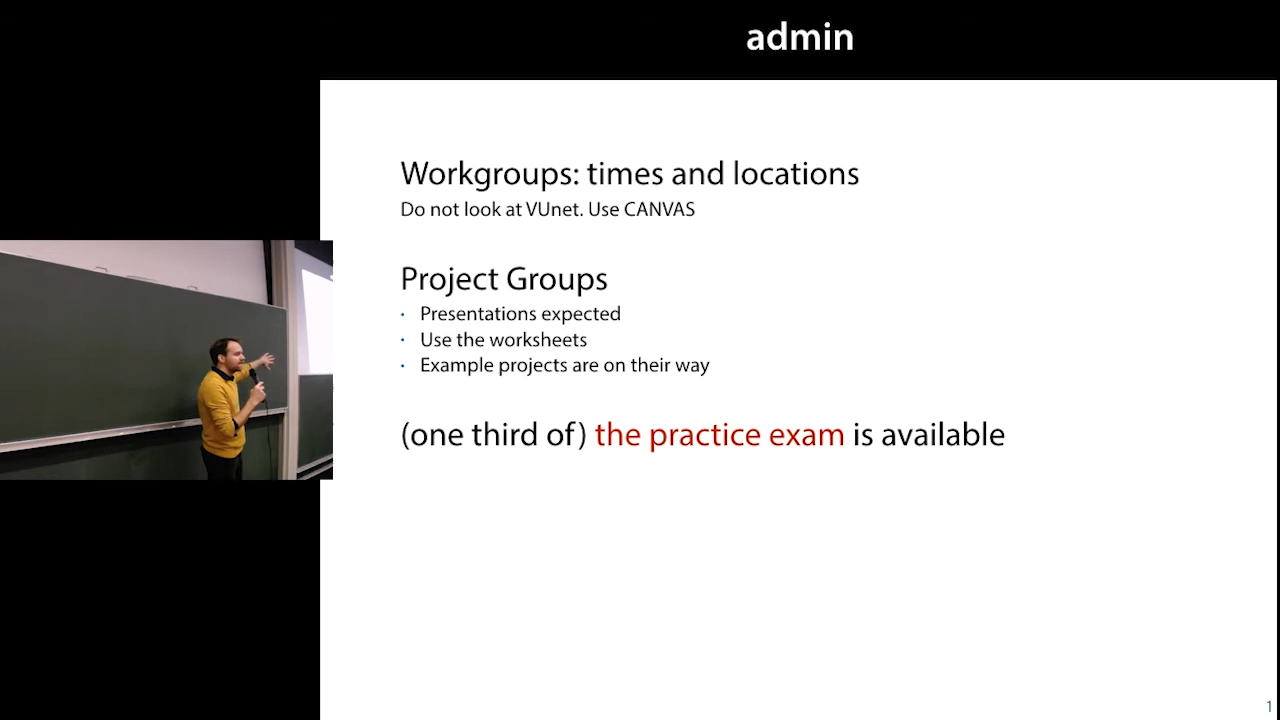 admin
Workgroups: times and locations
Do not look at VUnet. Use CANVAS
Project Groups
· Presentations expected
· Use the worksheets
· Example projects are on their way
(one third of) the practice exam is available
1